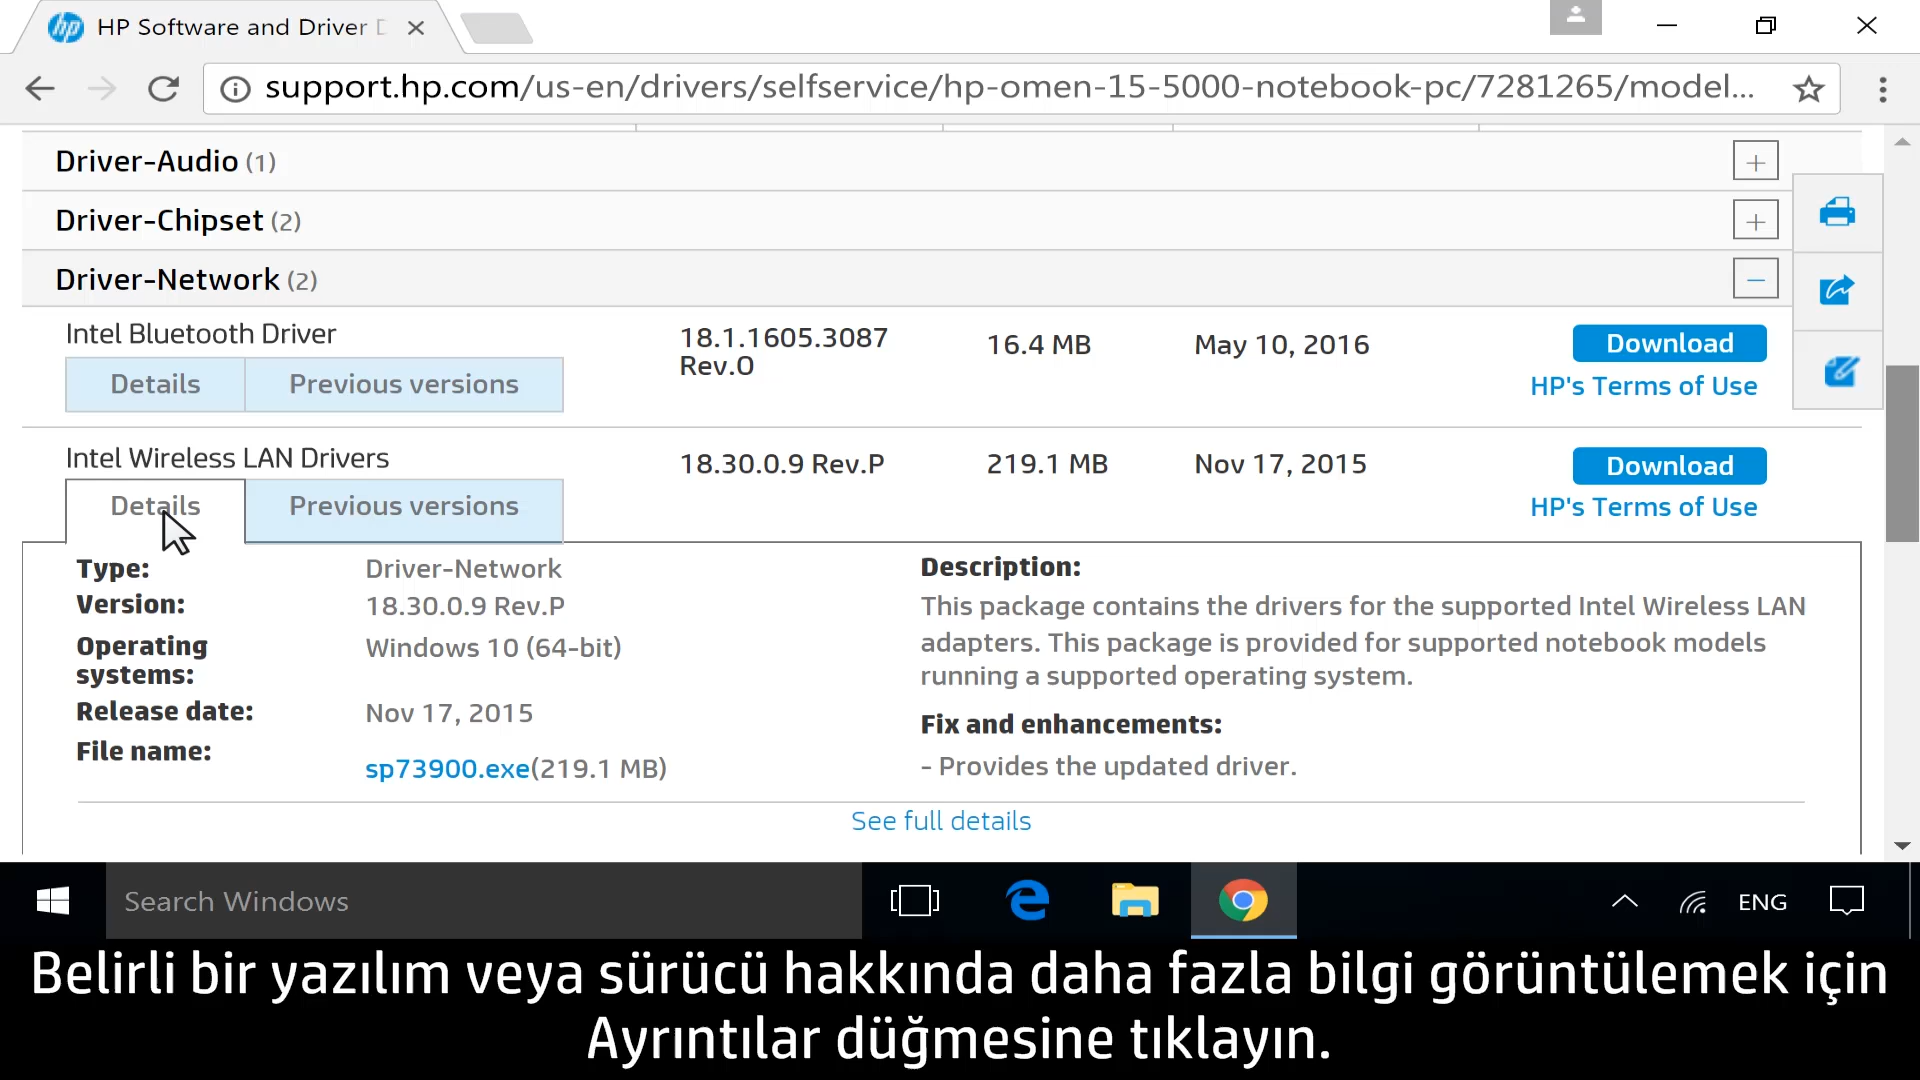 HP Software and Driver D
support.hp.com/us-en/drivers/selfservice/hp-omen-15-5000-notebook-pc/7281265/model...
Driver-Audio (1)
Driver-Chipset (2)
Driver-Network (2)
Intel Bluetooth Driver
18.1.1605.3087 Rev.O
16.4 MB
May 10, 2016
Download
Details
Previous versions
HP's Terms of Use
Intel Wireless LAN Drivers
18.30.0.9 Rev.P
219.1 MB
Nov 17, 2015
Download
Details
Previous versions
HP's Terms of Use
Type: Driver-Network
Version: 18.30.0.9 Rev.P
Operating systems: Windows 10 (64-bit)
Release date: Nov 17, 2015
File name: sp73900.exe(219.1 MB)
Description:
This package contains the drivers for the supported Intel Wireless LAN
adapters. This package is provided for supported notebook models
running a supported operating system.
Fix and enhancements:
- Provides the updated driver.
See full details
Search Windows
ENG
Belirli bir yazılım veya sürücü hakkında daha fazla bilgi görüntülemek için
Ayrıntılar düğmesine tıklayın.